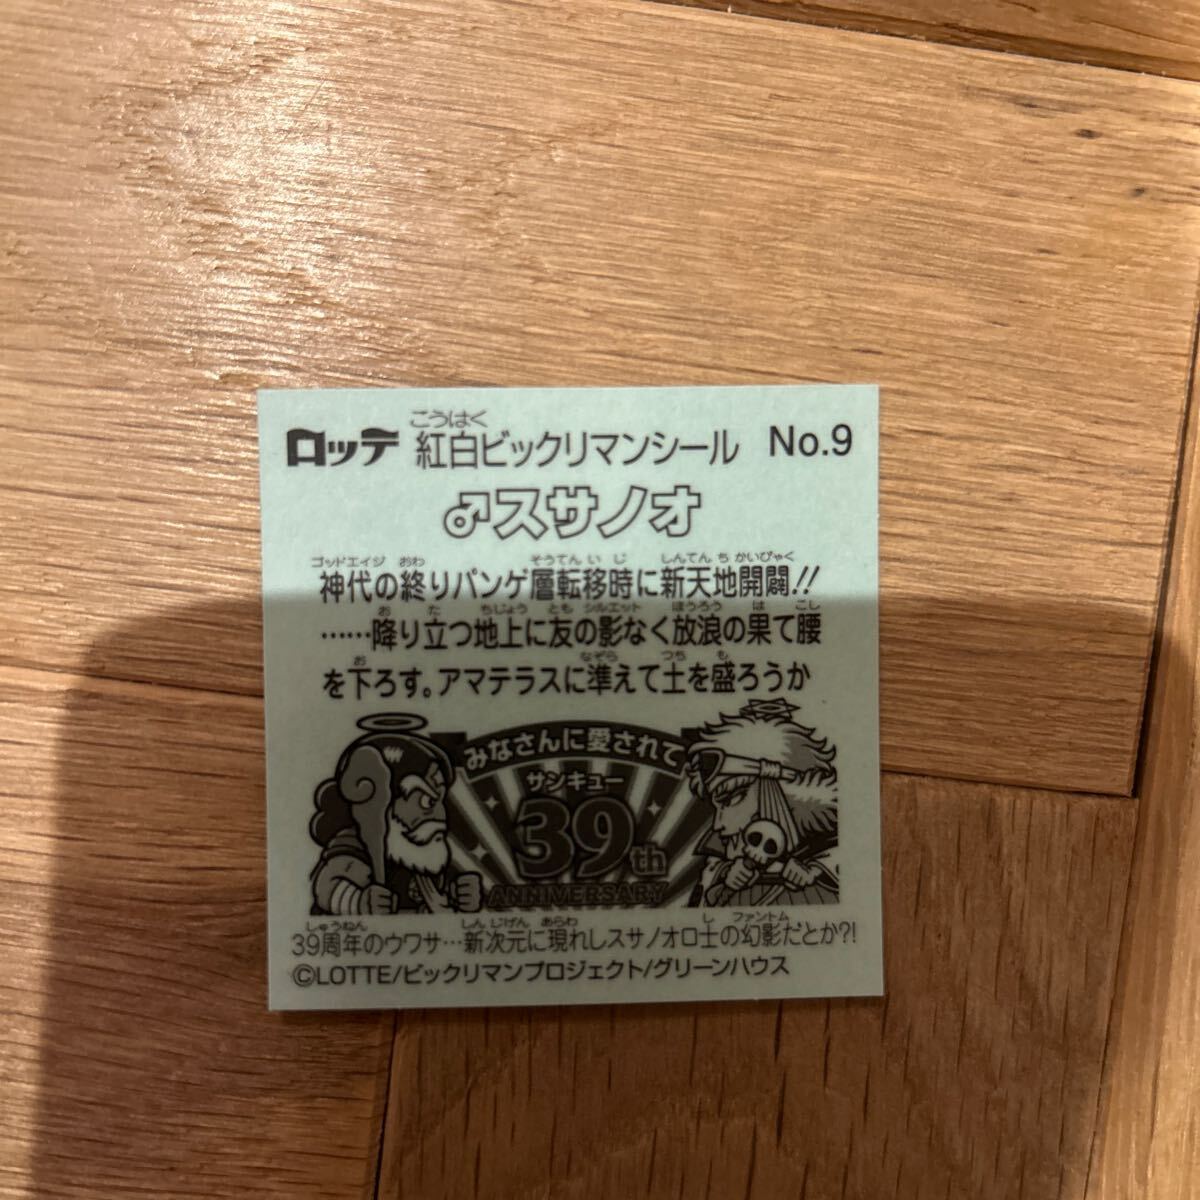 ロッテ 紅白ビックリマンシール No.9
こうはく
♂スサノオ
ゴッドエイジ おわ そうてん い じ しんてん ち かいびゃく
神代の終りパンゲ層転移時に新天地開闢!!
お た ちじょう とも シルエット ほうろう は こし
……降り立つ地上に友の影なく放浪の果て腰
お なぞら つち も
を下ろす。アマテラスに準えて土を盛ろうか
みなさんに愛されて
サンキュー
39th
ANNIVERSARY
しゅうねん しん じげん あらわ し ファントム
39周年のウワサ…新次元に現れしスサノオロ士の幻影だとか?!
©LOTTE/ビックリマンプロジェクト/グリーンハウス